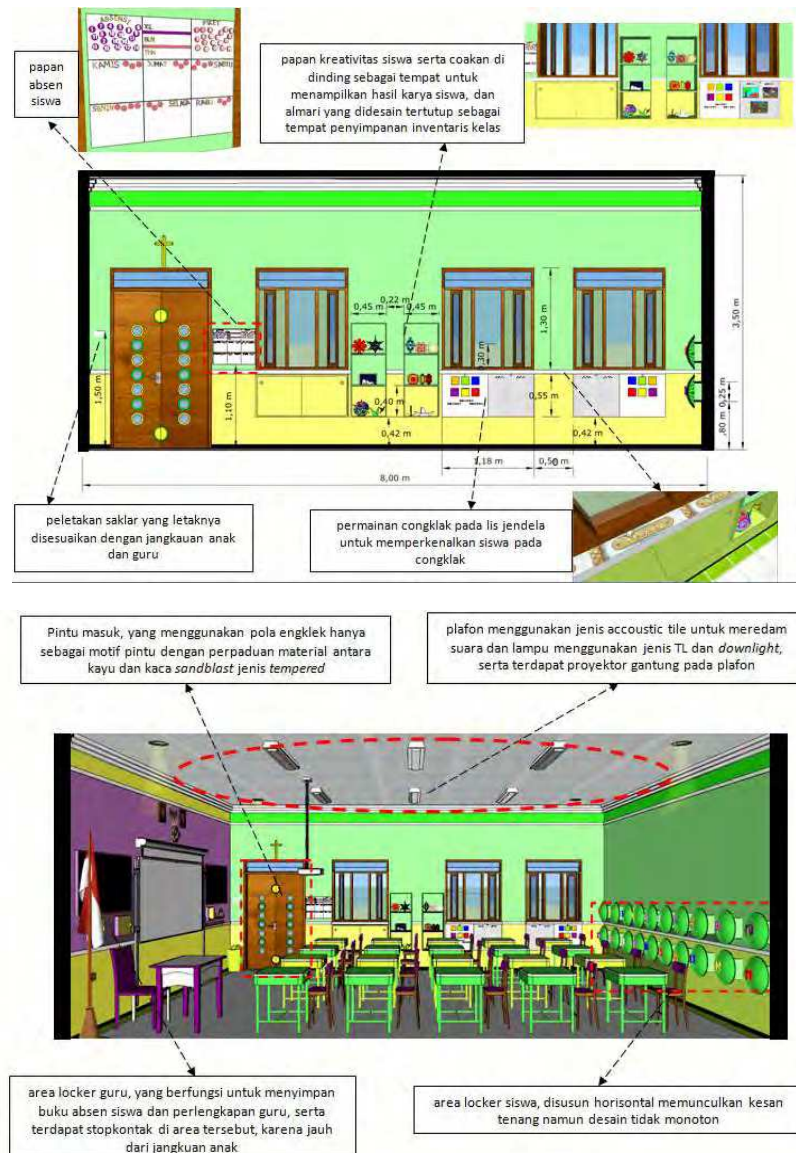 ABSENSI
PIKET
KAMIS
JUMAT
SABTU
SENIN
SELASA
RABU
papan
absen
siswa
papan kreativitas siswa serta coakan di
dinding sebagai tempat untuk
menampilkan hasil karya siswa, dan
almari yang didesain tertutup sebagai
tempat penyimpanan inventaris kelas
0,45 m
0,22 m
0,45 m
1,30 m
3,50 m
0,30 m
1,50 m
1,10 m
0,40 m
0,55 m
0,25 m
,80 m
0,42 m
0,42 m
1,18 m
0,50
8,00 m
peletakan saklar yang letaknya
disesuaikan dengan jangkauan anak
dan guru
permainan congklak pada lis jendela
untuk memperkenalkan siswa pada
congklak
Pintu masuk, yang menggunakan pola engklek hanya
sebagai motif pintu dengan perpaduan material antara
kayu dan kaca sandblast jenis tempered
plafon menggunakan jenis accoustic tile untuk meredam
suara dan lampu menggunakan jenis TL dan downlight,
serta terdapat proyektor gantung pada plafon
area locker guru, yang berfungsi untuk menyimpan
buku absen siswa dan perlengkapan guru, serta
terdapat stopkontak di area tersebut, karena jauh
dari jangkuan anak
area locker siswa, disusun horisontal memunculkan kesan
tenang namun desain tidak monoton